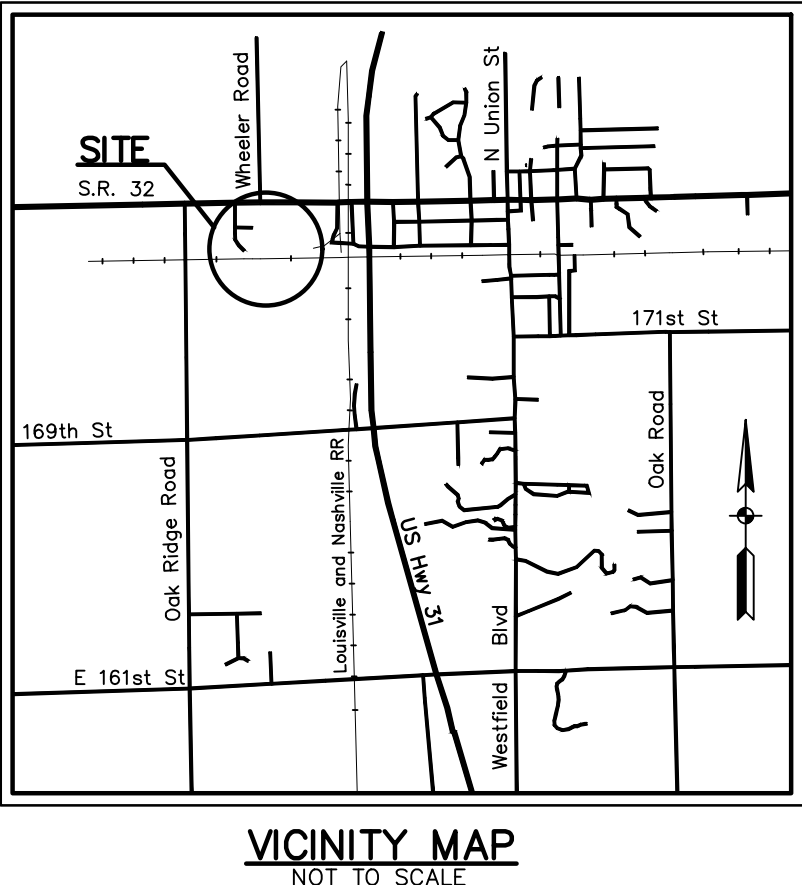 Wheeler Road
N Union St
SITE
S.R. 32
171st St
169th St
Oak Road
Oak Ridge Road
Louisville and Nashville RR
US Hwy 31
Westfield Blvd
E 161st St
VICINITY MAP
NOT TO SCALE